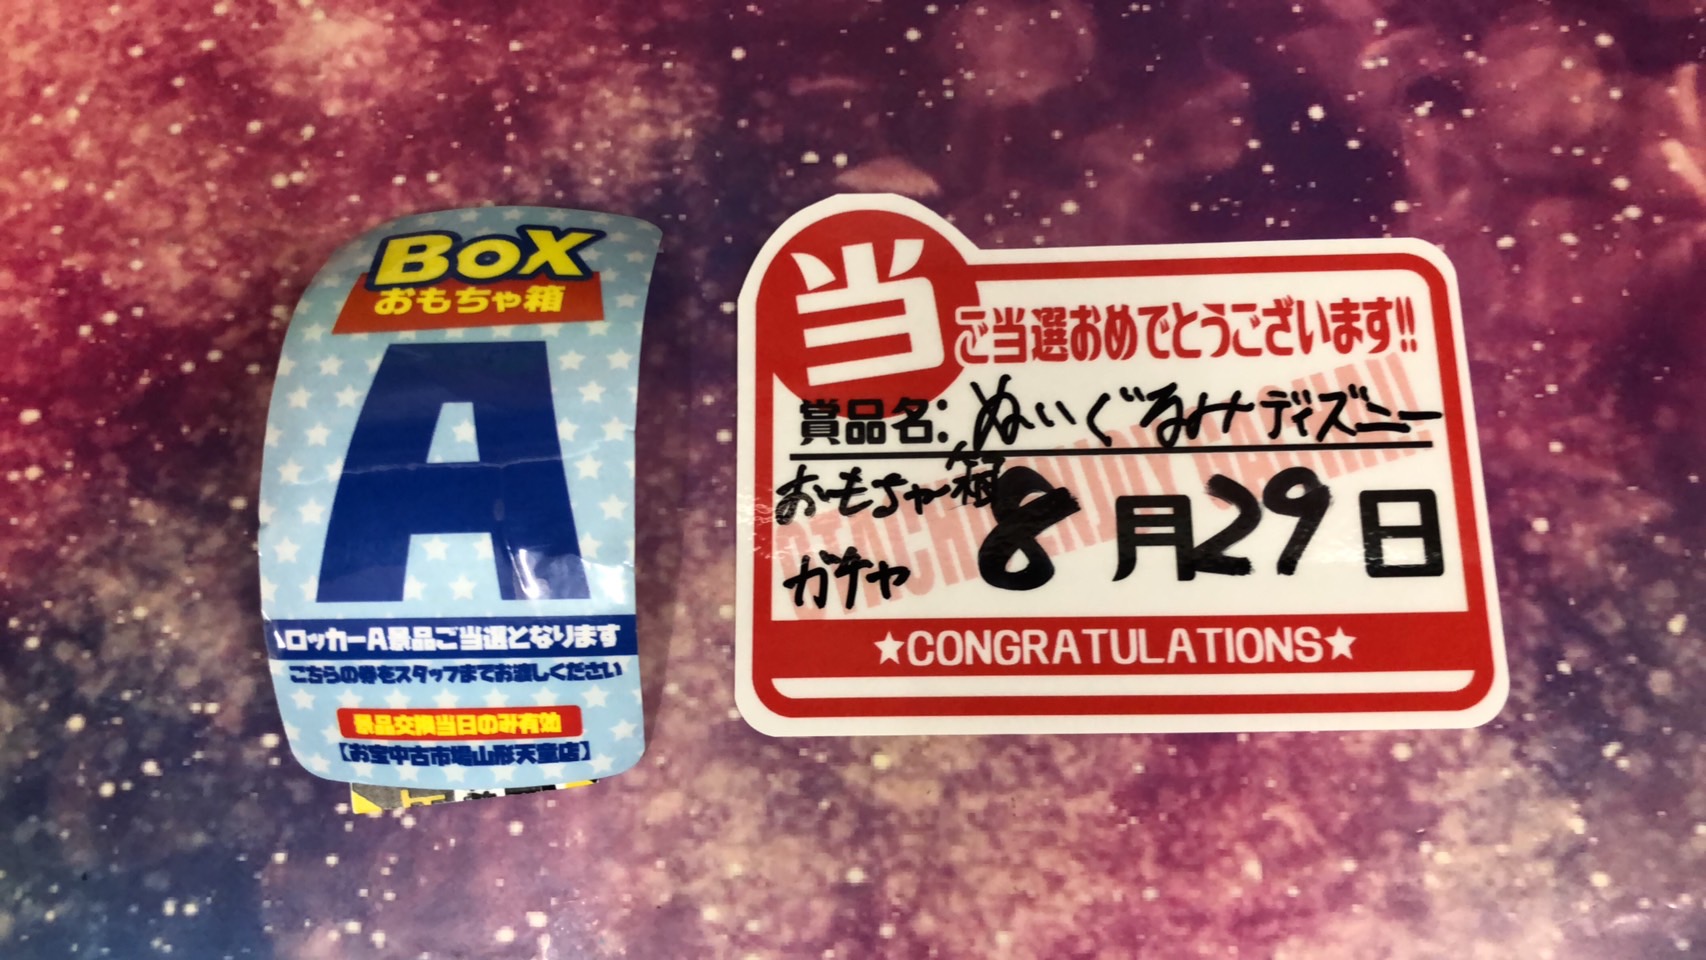 BOX
おもちゃ箱
A
ロッカーA景品ご当選となります
こちらの券をスタッフまでお渡しください
景品交換当日のみ有効
【お宝中古市場山形天童店】
当
ご当選おめでとうございます!!
賞品名: ぬいぐるみディズニー
おもちゃ箱
ガチャ
8月29日
★CONGRATULATIONS★